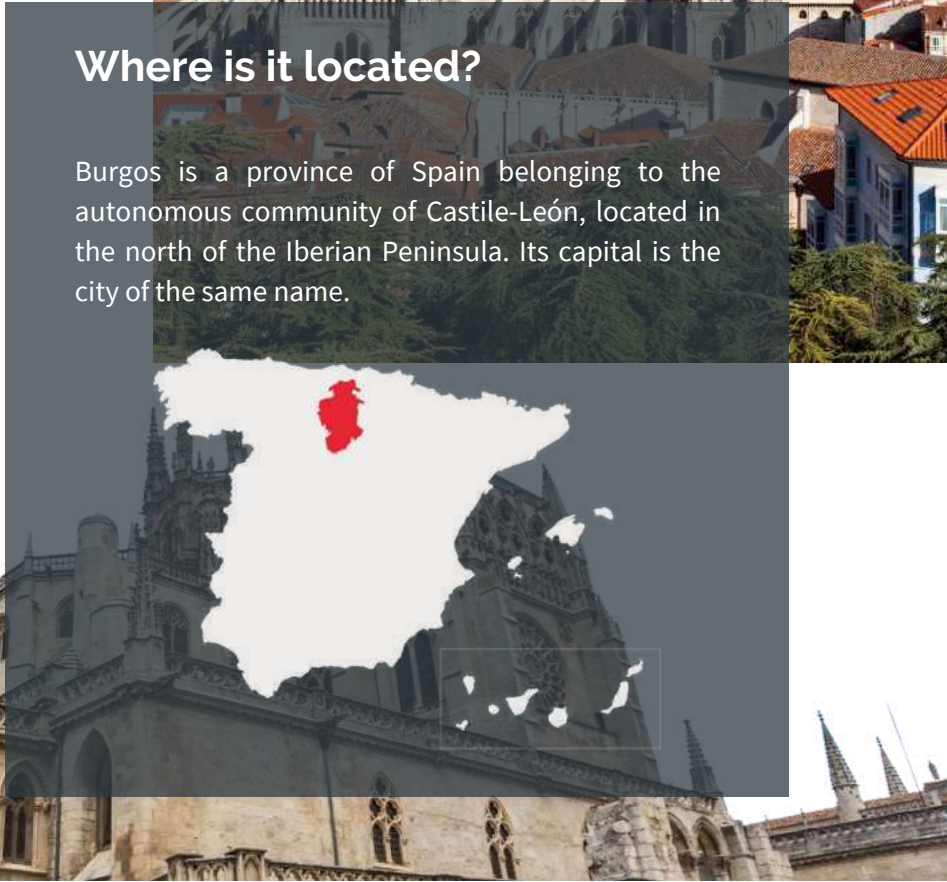 Where is it located?
Burgos is a province of Spain belonging to the
autonomous community of Castile-León, located in
the north of the Iberian Peninsula. Its capital is the
city of the same name.